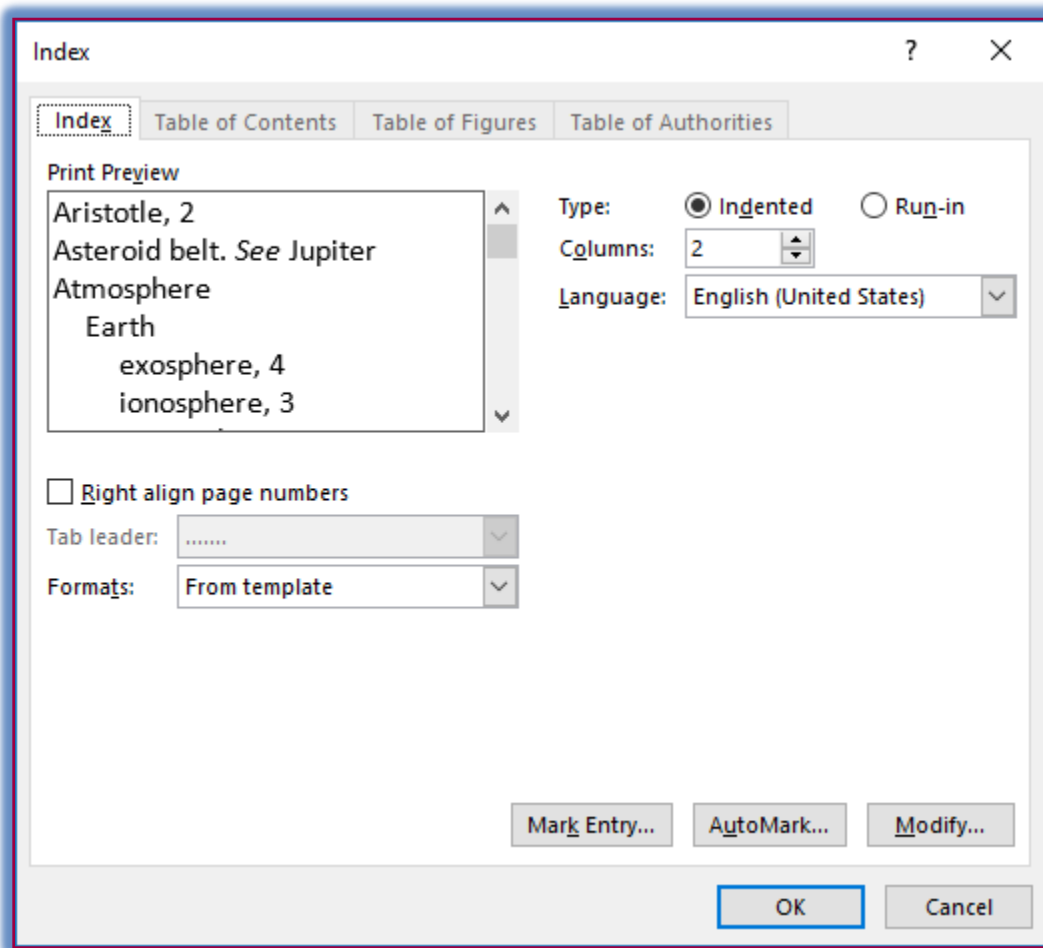 Index
?
Index Table of Contents Table of Figures Table of Authorities
Print Preview
Aristotle, 2
Asteroid belt. See Jupiter
Atmosphere
Earth
exosphere, 4
ionosphere, 3
Type: Indented Run-in
Columns: 2
Language: English (United States)
Right align page numbers
Tab leader: .......
Formats: From template
Mark Entry... AutoMark... Modify...
OK Cancel